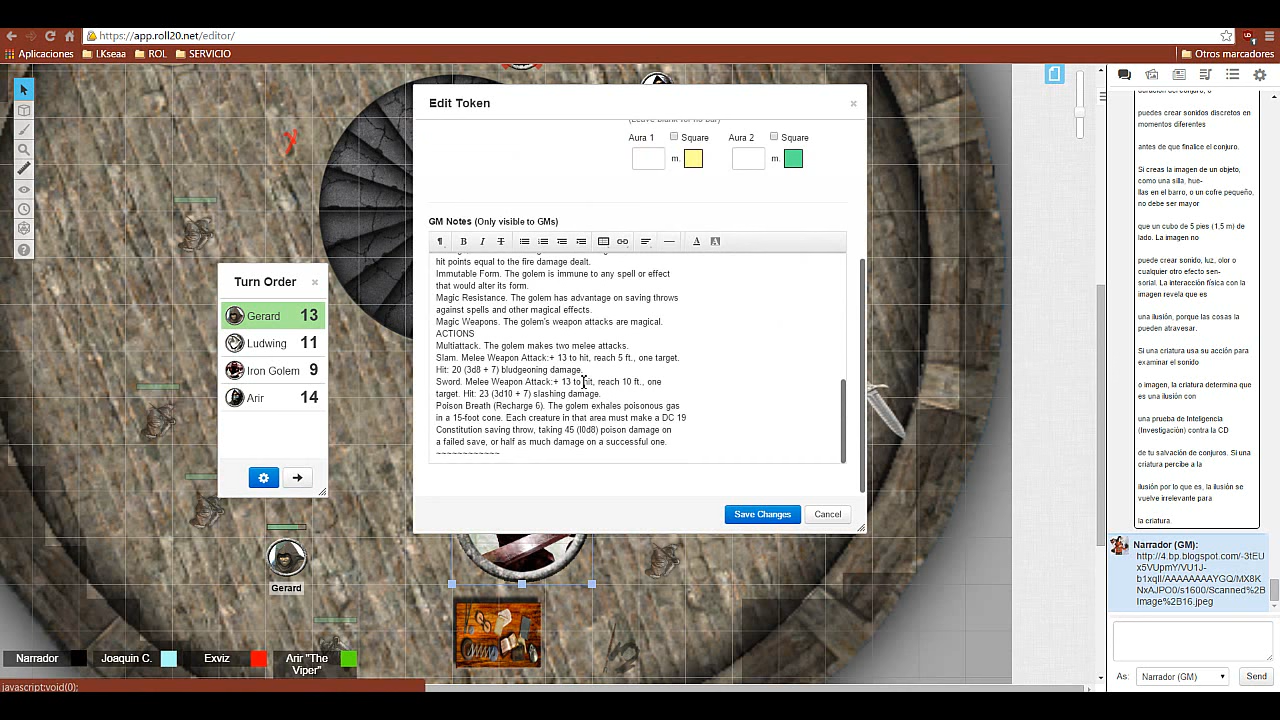 https://app.roll20.net/editor/
Aplicaciones
LKseaa
ROL
SERVICIO
Otros marcadores
Edit Token
×
Aura 1
Square
Aura 2
Square
m.
m.
GM Notes (Only visible to GMs)
hit points equal to the fire damage dealt.
Immutable Form. The golem is immune to any spell or effect
that would alter its form.
Magic Resistance. The golem has advantage on saving throws
against spells and other magical effects.
Magic Weapons. The golem's weapon attacks are magical.
ACTIONS
Multiattack. The golem makes two melee attacks.
Slam. Melee Weapon Attack:+ 13 to hit, reach 5 ft., one target.
Hit: 20 (3d8 + 7) bludgeoning damage.
Sword. Melee Weapon Attack:+ 13 to hit, reach 10 ft., one
target. Hit: 23 (3d10 + 7) slashing damage.
Poison Breath (Recharge 6). The golem exhales poisonous gas
in a 15-foot cone. Each creature in that area must make a DC 19
Constitution saving throw, taking 45 (l0d8) poison damage on
a failed save, or half as much damage on a successful one.
~~~~~~~~~~~~
Save Changes
Cancel
Turn Order
×
Gerard 13
Ludwing 11
Iron Golem 9
Arir 14
Gerard
Narrador
Joaquin C.
Exviz
Arir "The
Viper"
javascript:void(0);
puedes crear sonidos discretos en
momentos diferentes
antes de que finalice el conjuro.
Si creas la imagen de un objeto,
como una silla, hue-
llas en el barro, o un cofre pequeño,
no debe ser mayor
que un cubo de 5 pies (1,5 m) de
lado. La imagen no
puede crear sonido, luz, olor o
cualquier otro efecto sen-
sorial. La interacción física con la
imagen revela que es
una ilusión, porque las cosas la
pueden atravesar.
Si una criatura usa su acción para
examinar el sonido
o imagen, la criatura determina que
es una ilusión con
una prueba de Inteligencia
(Investigación) contra la CD
de tu salvación de conjuros. Si una
criatura percibe a la
ilusión por lo que es, la ilusión se
vuelve irrelevante para
la criatura.
Narrador (GM):
http://4.bp.blogspot.com/-3tEU
x5VUpmY/VU1J-
b1xqlI/AAAAAAAAYGQ/MX8K
NxAJPO0/s1600/Scanned%2B
Image%2B16.jpeg
As:
Narrador (GM)
Send